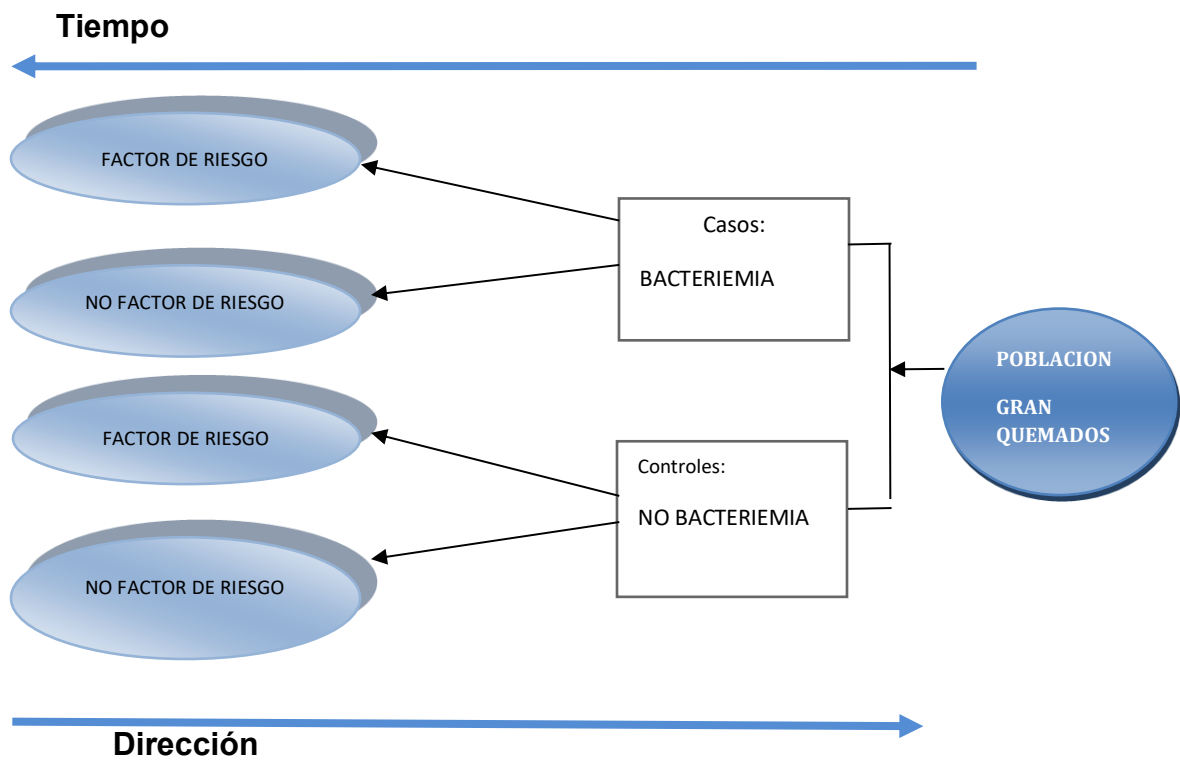 Tiempo
FACTOR DE RIESGO
NO FACTOR DE RIESGO
FACTOR DE RIESGO
NO FACTOR DE RIESGO
Casos:
BACTERIEMIA
Controles:
NO BACTERIEMIA
POBLACION
GRAN
QUEMADOS
Dirección